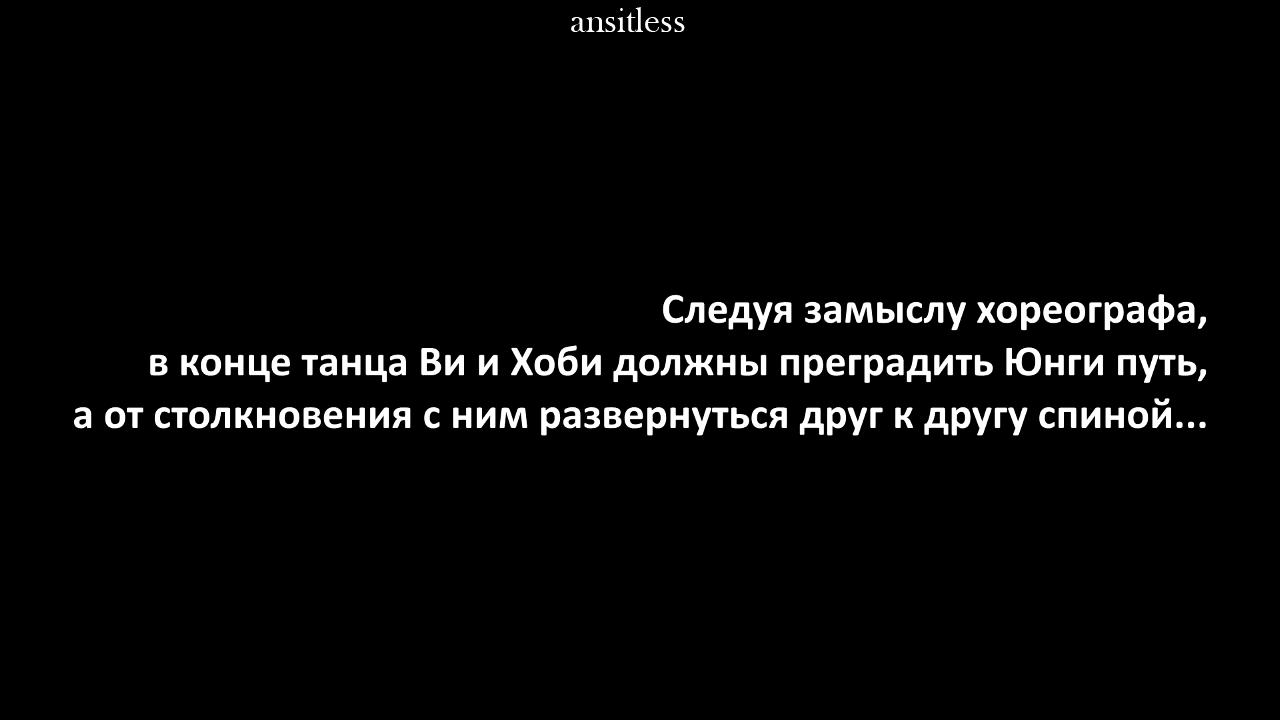 ansitless
Следуя замыслу хореографа,
в конце танца Ви и Хоби должны преградить Юнги путь,
а от столкновения с ним развернуться друг к другу спиной...